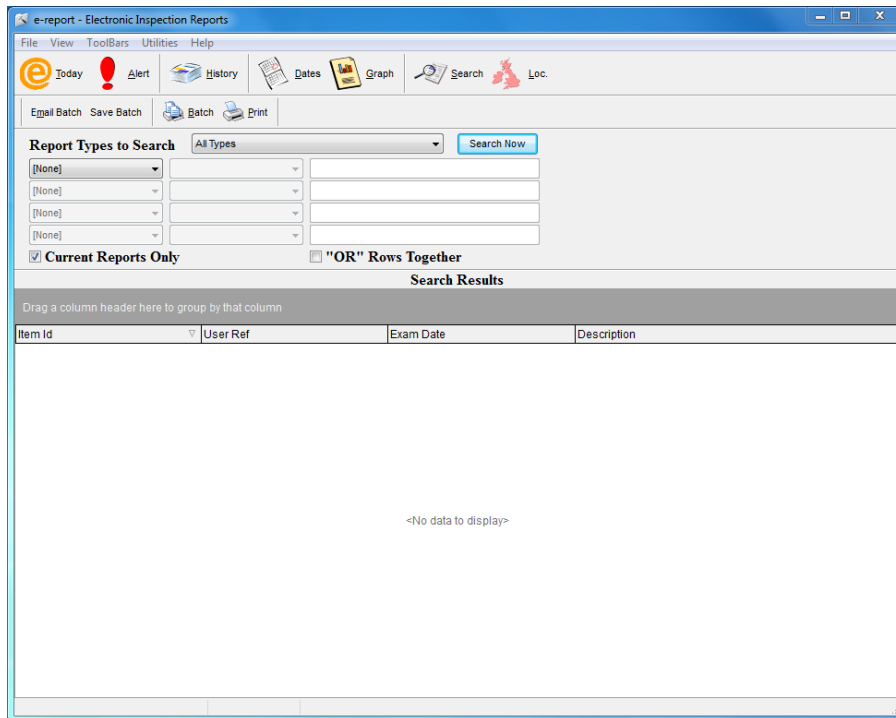 e-report - Electronic Inspection Reports
File View ToolBars Utilities Help
Today Alert History Dates Graph Search Loc.
Email Batch Save Batch Batch Print
Report Types to Search All Types Search Now
[None]
[None]
[None]
[None]
Current Reports Only "OR" Rows Together
Search Results
Drag a column header here to group by that column
Item Id User Ref Exam Date Description
<No data to display>